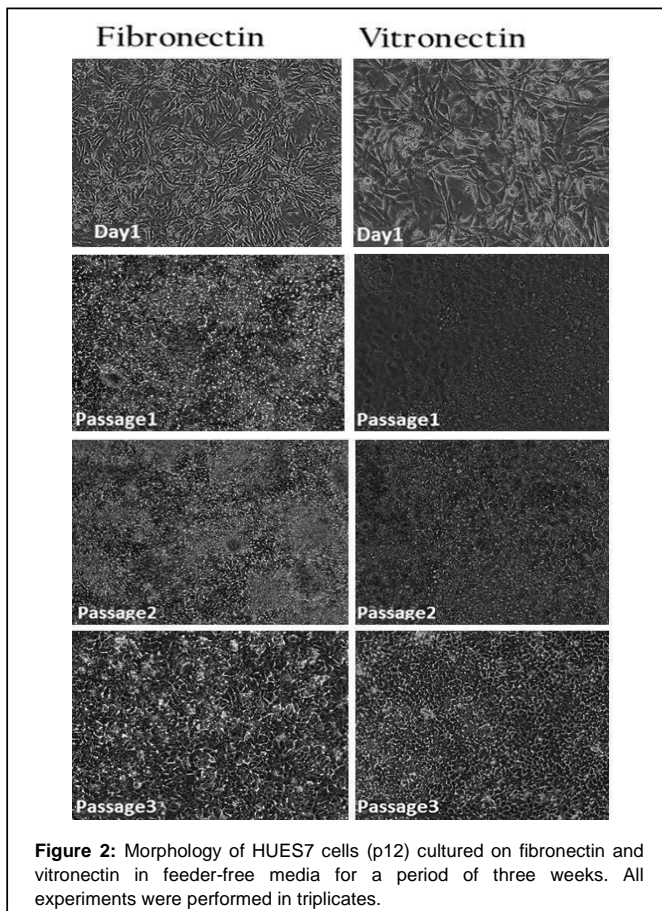 Fibronectin Vitronectin
Day1 Day1
Passage1 Passage1
Passage2 Passage2
Passage3 Passage3
Figure 2: Morphology of HUES7 cells (p12) cultured on fibronectin and
vitronectin in feeder-free media for a period of three weeks. All
experiments were performed in triplicates.